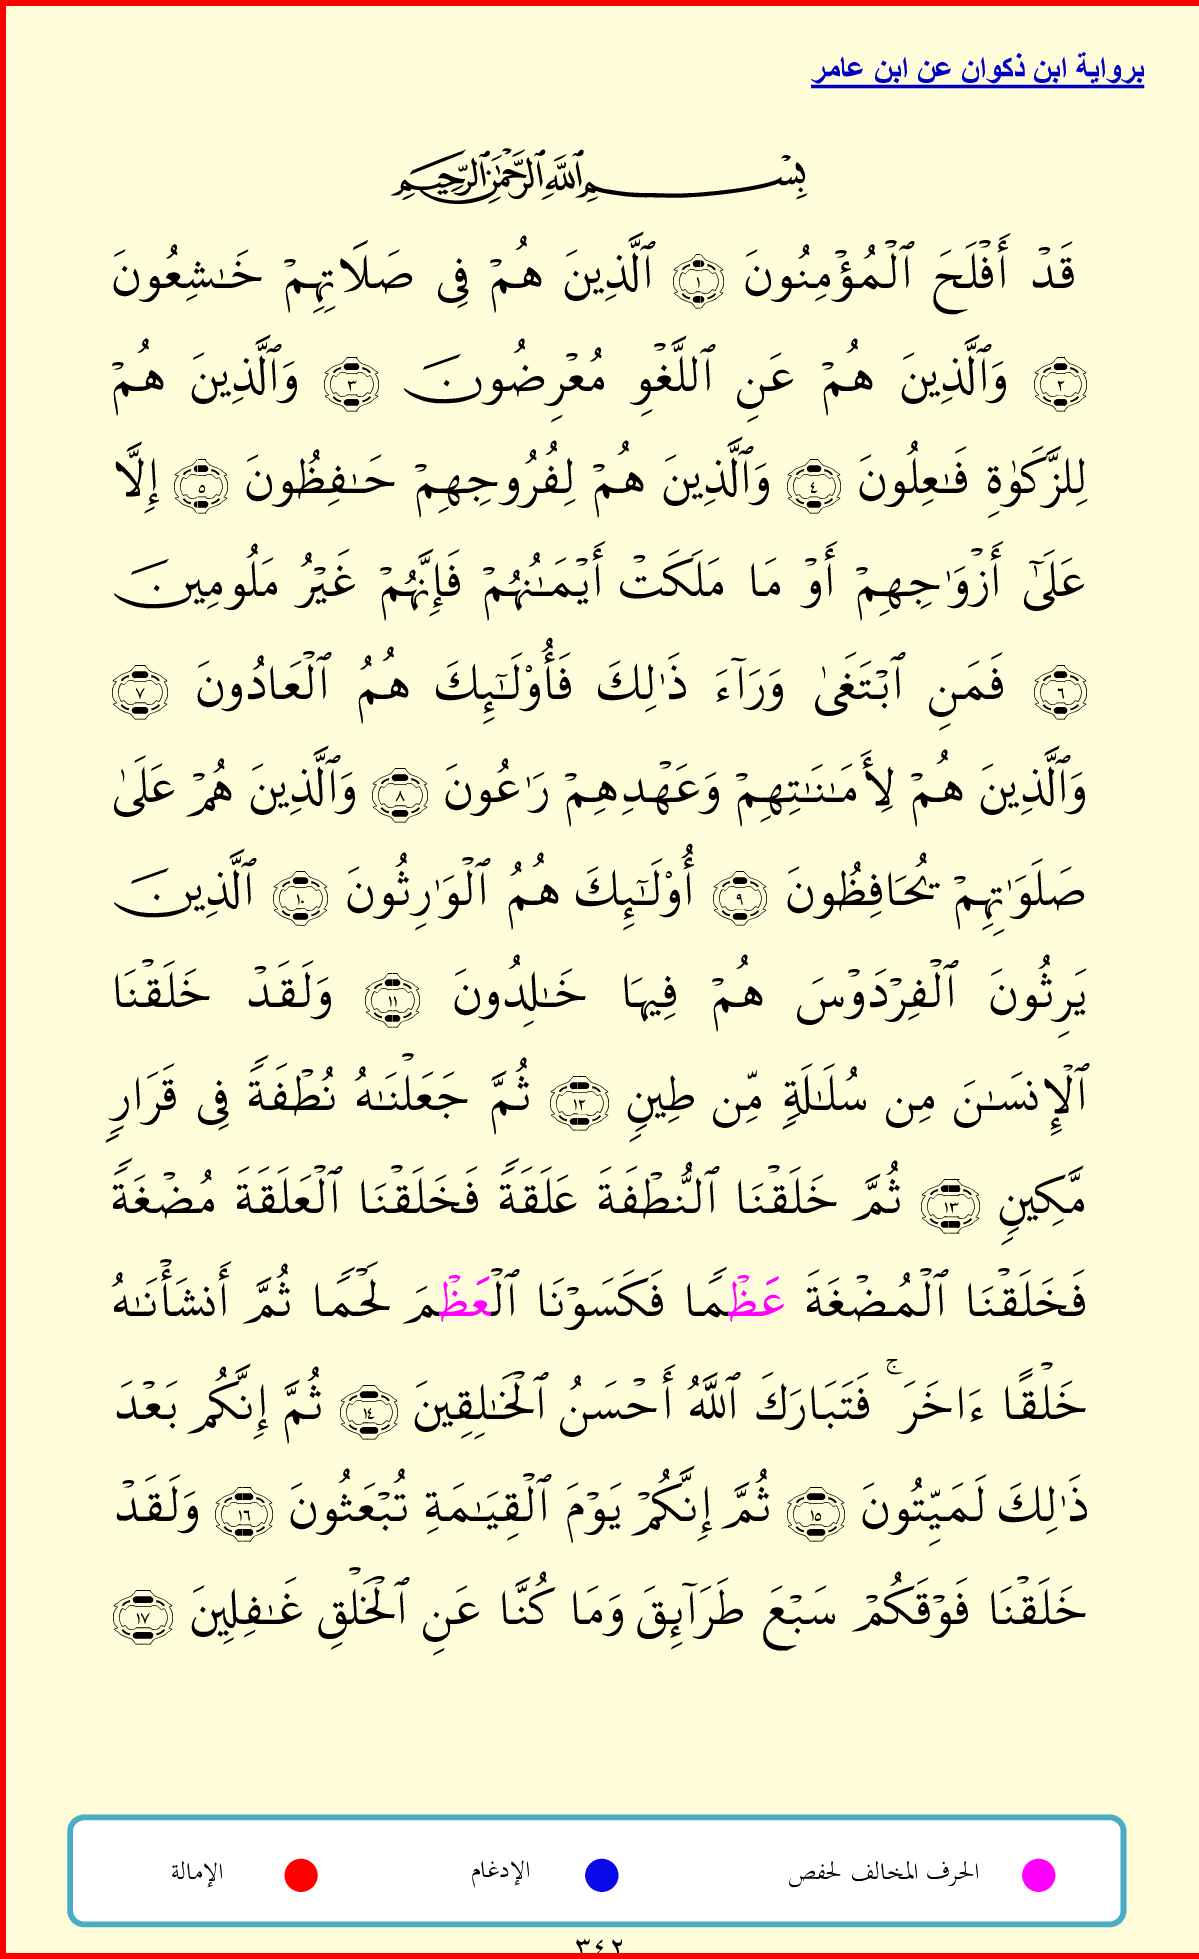 برواية ابن ذكوان عن ابن عامر
بِسْمِ ٱللَّهِ ٱلرَّحْمَٰنِ ٱلرَّحِيمِ
قَدْ أَفْلَحَ ٱلْمُؤْمِنُونَ ١ ٱلَّذِينَ هُمْ فِى صَلَاتِهِمْ خَـٰشِعُونَ
٢ وَٱلَّذِينَ هُمْ عَنِ ٱللَّغْوِ مُعْرِضُونَ ٣ وَٱلَّذِينَ هُمْ
لِلزَّكَوٰةِ فَـٰعِلُونَ ٤ وَٱلَّذِينَ هُمْ لِفُرُوجِهِمْ حَـٰفِظُونَ ٥ إِلَّا
عَلَىٰٓ أَزْوَٰجِهِمْ أَوْ مَا مَلَكَتْ أَيْمَـٰنُهُمْ فَإِنَّهُمْ غَيْرُ مَلُومِينَ
٦ فَمَنِ ٱبْتَغَىٰ وَرَآءَ ذَٰلِكَ فَأُو۟لَـٰٓئِكَ هُمُ ٱلْعَادُونَ ٧
وَٱلَّذِينَ هُمْ لِأَمَـٰنَـٰتِهِمْ وَعَهْدِهِمْ رَٰعُونَ ٨ وَٱلَّذِينَ هُمْ عَلَىٰ
صَلَوَٰتِهِمْ يُحَافِظُونَ ٩ أُو۟لَـٰٓئِكَ هُمُ ٱلْوَٰرِثُونَ ١٠ ٱلَّذِينَ
يَرِثُونَ ٱلْفِرْدَوْسَ هُمْ فِيهَا خَـٰلِدُونَ ١١ وَلَقَدْ خَلَقْنَا
ٱلْإِنسَـٰنَ مِن سُلَـٰلَةٍ مِّن طِينٍ ١٢ ثُمَّ جَعَلْنَـٰهُ نُطْفَةً فِى قَرَارٍ
مَّكِينٍ ١٣ ثُمَّ خَلَقْنَا ٱلنُّطْفَةَ عَلَقَةً فَخَلَقْنَا ٱلْعَلَقَةَ مُضْغَةً
فَخَلَقْنَا ٱلْمُضْغَةَ عَظْمًا فَكَسَوْنَا ٱلْعَظْمَ لَحْمًا ثُمَّ أَنشَأْنَـٰهُ
خَلْقًا ءَاخَرَ ۚ فَتَبَارَكَ ٱللَّهُ أَحْسَنُ ٱلْخَـٰلِقِينَ ١٤ ثُمَّ إِنَّكُم بَعْدَ
ذَٰلِكَ لَمَيِّتُونَ ١٥ ثُمَّ إِنَّكُمْ يَوْمَ ٱلْقِيَـٰمَةِ تُبْعَثُونَ ١٦ وَلَقَدْ
خَلَقْنَا فَوْقَكُمْ سَبْعَ طَرَآئِقَ وَمَا كُنَّا عَنِ ٱلْخَلْقِ غَـٰفِلِينَ ١٧
الحرف المخالف لحفص الإدغام الإمالة
٣٤٢